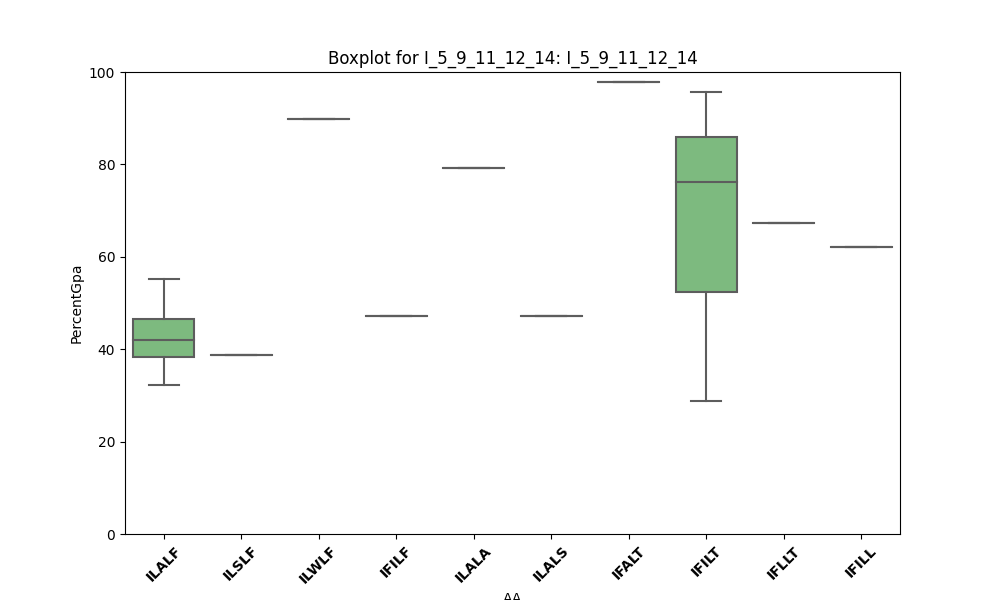 Boxplot for I_5_9_11_12_14: I_5_9_11_12_14
PercentGpa
100
80
60
40
20
0
ILALF ILSLF ILWLF IFILF ILALA ILALS IFALT IFILT IFLLT IFILL
AA